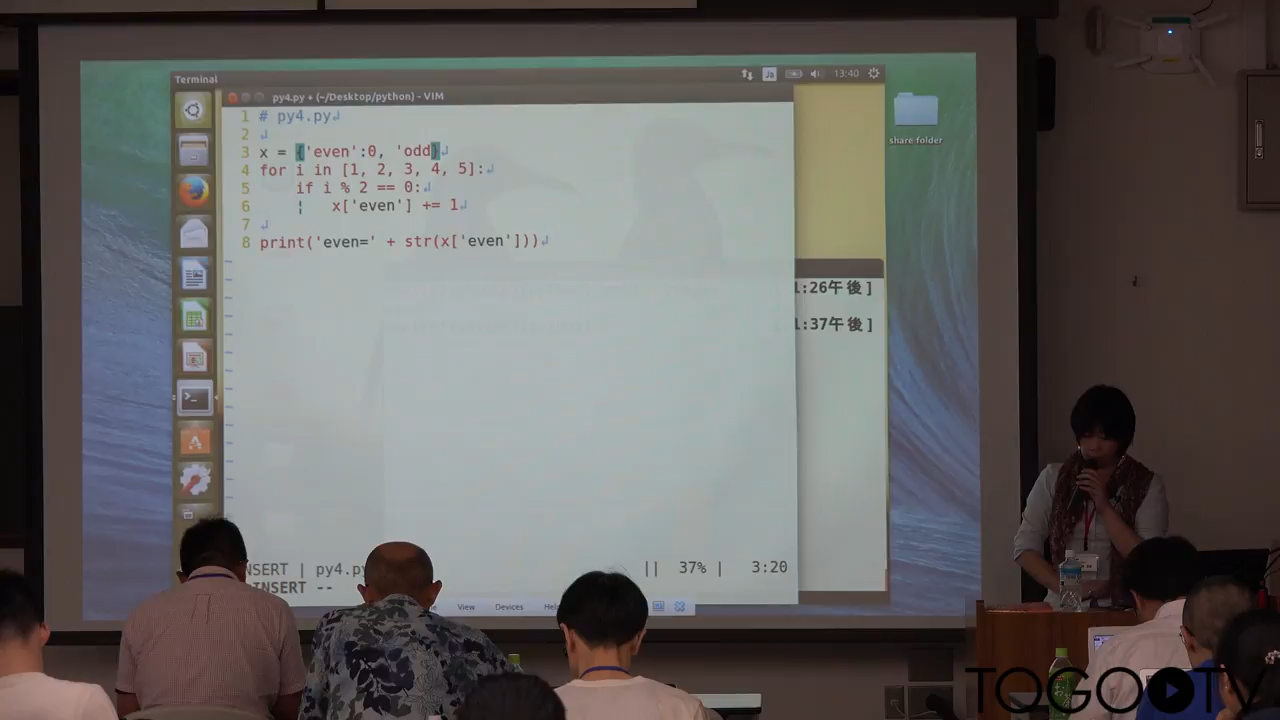 Terminal
Ja
13:40
py4.py + (~/Desktop/python) - VIM
1 # py4.py
2
3 x = {'even':0, 'odd}
4 for i in [1, 2, 3, 4, 5]:
5 if i % 2 == 0:
6 ¦ x['even'] += 1
7
8 print('even=' + str(x['even']))
share folder
1:26午後]
1:37午後]
NSERT | py4.py
|| 37% | 3:20
INSERT --
View Devices Help
TOGOTV